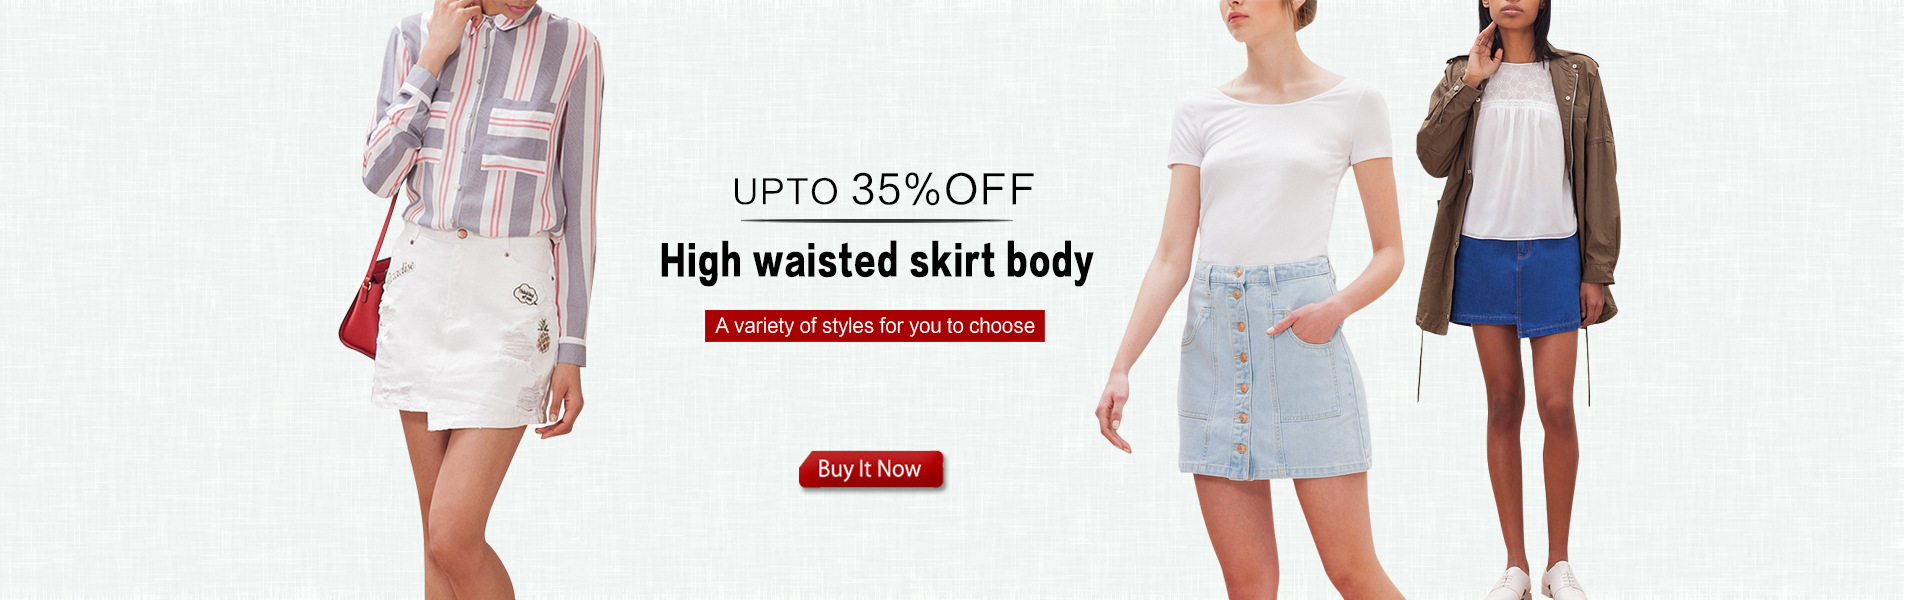 UPTO 35%OFF
High waisted skirt body
A variety of styles for you to choose
Buy It Now